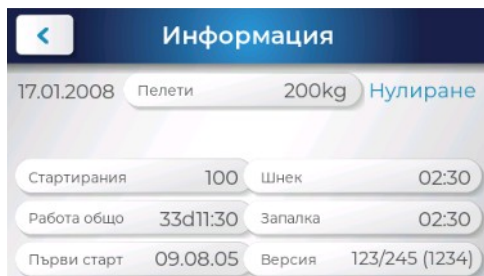 Информация
17.01.2008 Пелети 200kg Нулиране
Стартирания 100 Шнек 02:30
Работа общо 33d11:30 Запалка 02:30
Първи старт 09.08.05 Версия 123/245 (1234)